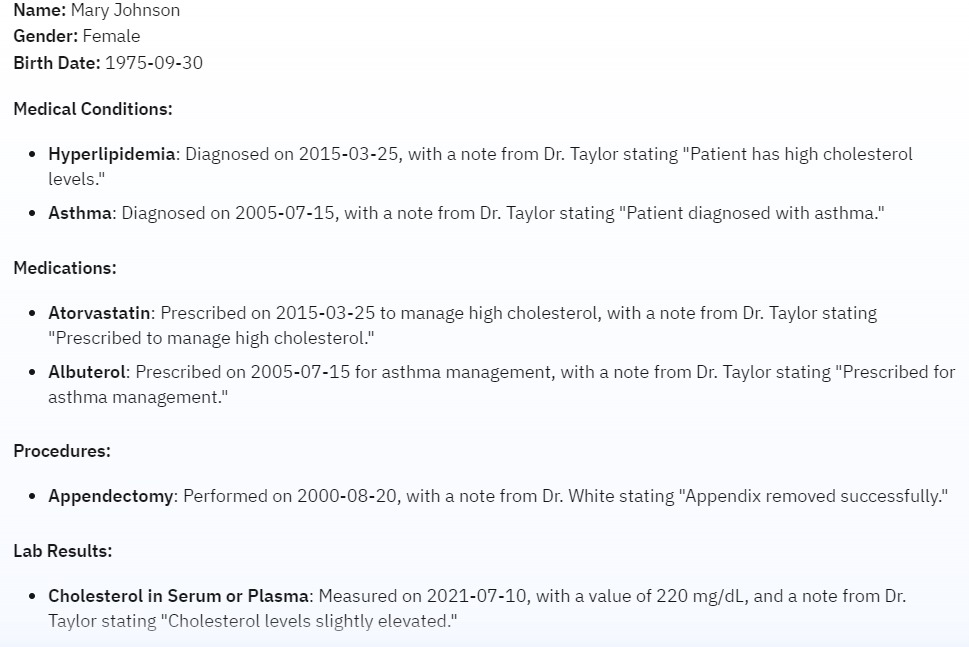 Name: Mary Johnson
Gender: Female
Birth Date: 1975-09-30
Medical Conditions:
• Hyperlipidemia: Diagnosed on 2015-03-25, with a note from Dr. Taylor stating "Patient has high cholesterol
levels."
• Asthma: Diagnosed on 2005-07-15, with a note from Dr. Taylor stating "Patient diagnosed with asthma."
Medications:
• Atorvastatin: Prescribed on 2015-03-25 to manage high cholesterol, with a note from Dr. Taylor stating
"Prescribed to manage high cholesterol."
• Albuterol: Prescribed on 2005-07-15 for asthma management, with a note from Dr. Taylor stating "Prescribed for
asthma management."
Procedures:
• Appendectomy: Performed on 2000-08-20, with a note from Dr. White stating "Appendix removed successfully."
Lab Results:
• Cholesterol in Serum or Plasma: Measured on 2021-07-10, with a value of 220 mg/dL, and a note from Dr.
Taylor stating "Cholesterol levels slightly elevated."